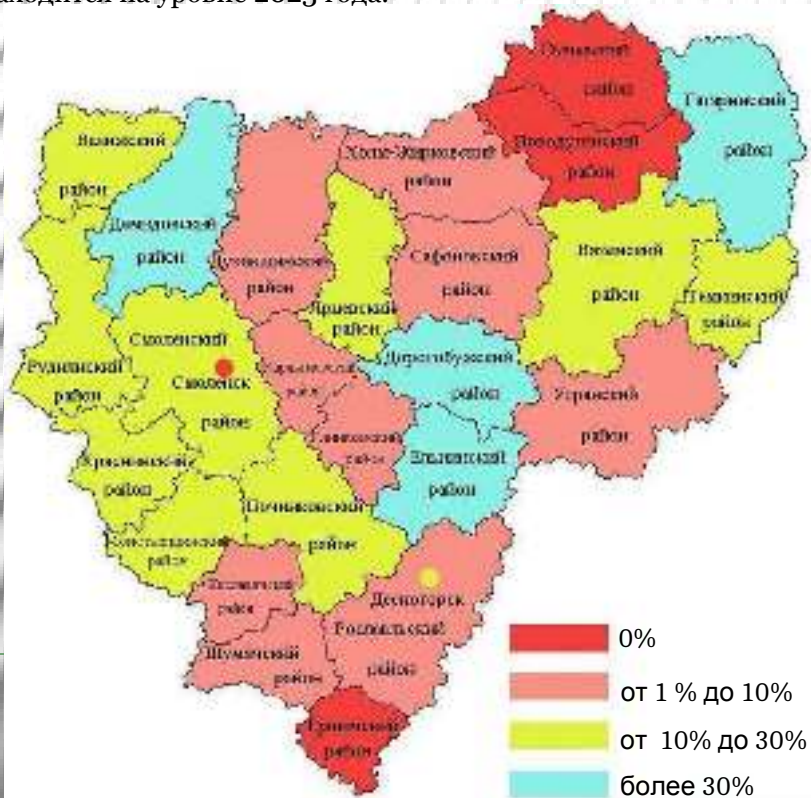 находится на уровне 2023 года.
Сычевский
район
Гагаринский
район
Новодугинский
район
Велижский
район
Холм-Жирковский
район
Демидовский
район
Духовщинский
район
Сафоновский
район
Вяземский
район
Темкинский
район
Ярцевский
район
Смоленский
Смоленск
район
Руднянский
район
Кардымовский
район
Дорогобужский
район
Угранский
район
Глинковский
район
Ельнинский
район
Краснинский
район
Починковский
район
Монастырщинский
район
Хиславичский
район
Десногорск
Рославльский
район
Шумячский
район
Ершичский
район
0%
от 1 % до 10%
от 10% до 30%
более 30%